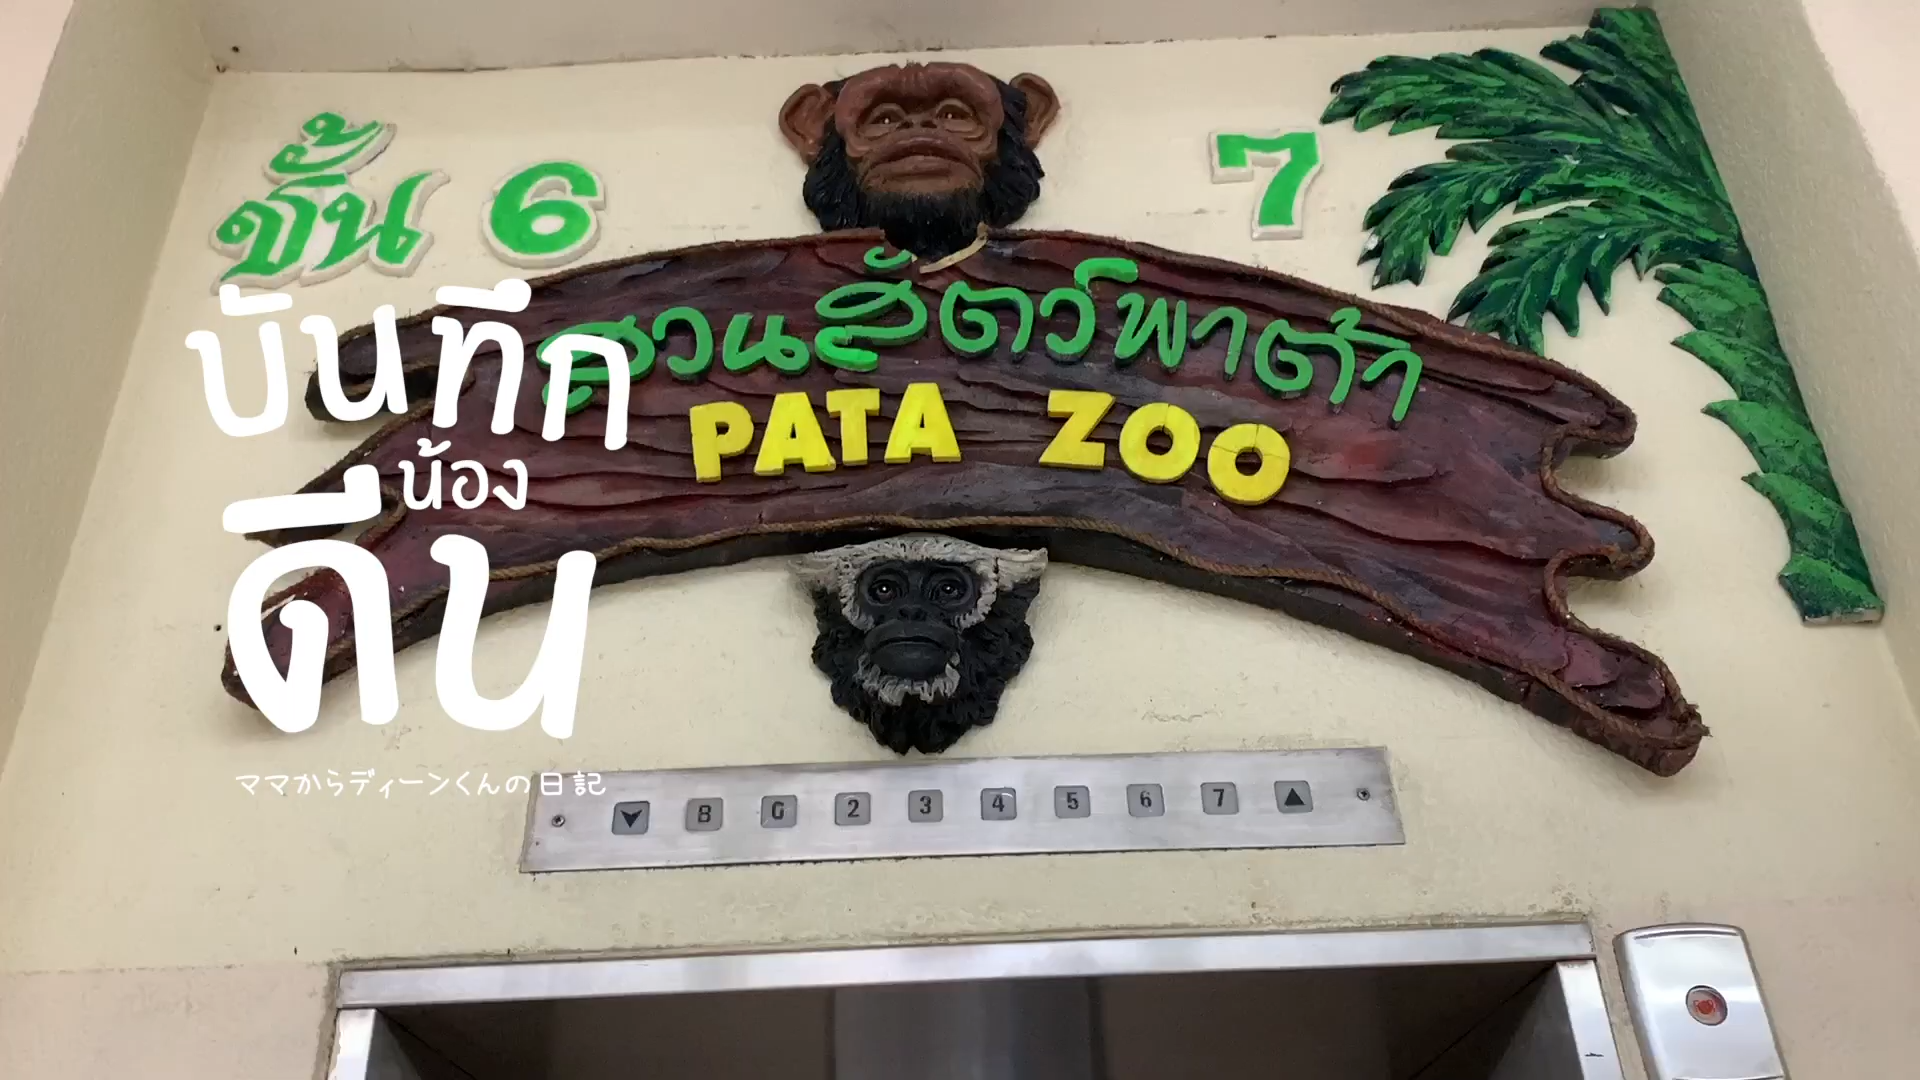 ชั้น 6 7
สวนสัตว์พาต้า
PATA ZOO
บันทึก
น้อง
ดีน
ママからディーンくんの日記
B G 2 3 4 5 6 7